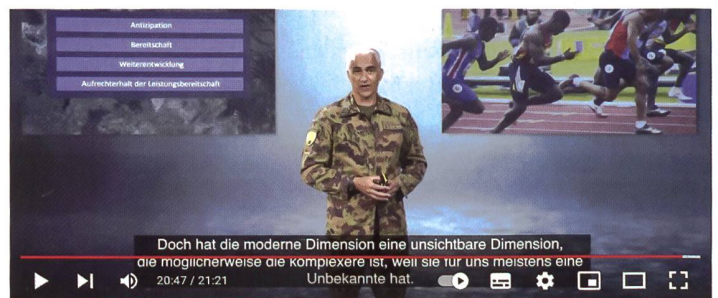 Antizipation
Bereitschaft
Weiterentwicklung
Aufrechterhalt der Leistungsbereitschaft
Doch hat die moderne Dimension eine unsichtbare Dimension,
die möglicherweise die komplexere ist, weil sie für uns meistens eine
Unbekannte hat.
20:47 / 21:21